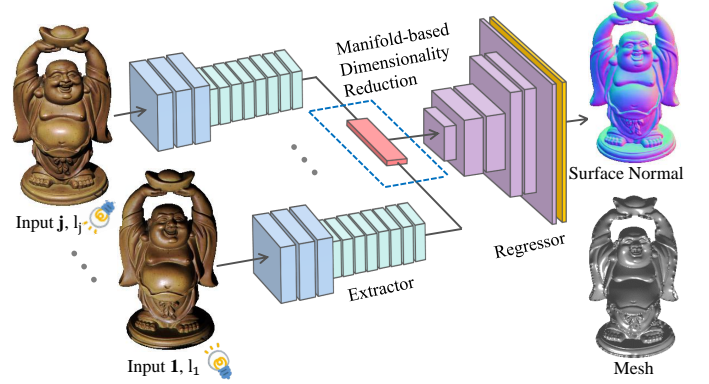 Manifold-based
Dimensionality
Reduction
Input j, lj
Surface Normal
Regressor
Extractor
Input 1, l1
Mesh